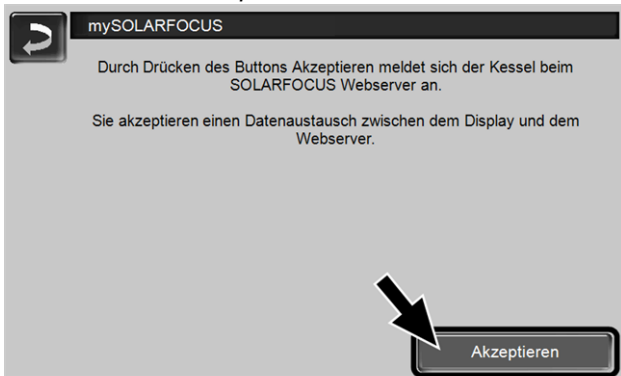 mySOLARFOCUS
Durch Drücken des Buttons Akzeptieren meldet sich der Kessel beim
SOLARFOCUS Webserver an.
Sie akzeptieren einen Datenaustausch zwischen dem Display und dem
Webserver.
Akzeptieren